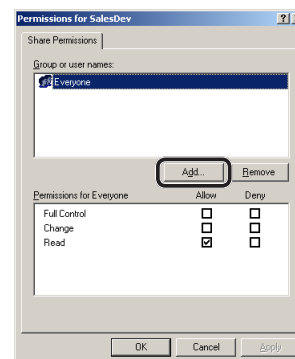 Permissions for SalesDev
Share Permissions
Group or user names:
Everyone
Add...
Remove
Permissions for Everyone
Allow
Deny
Full Control
Change
Read
OK
Cancel
Apply